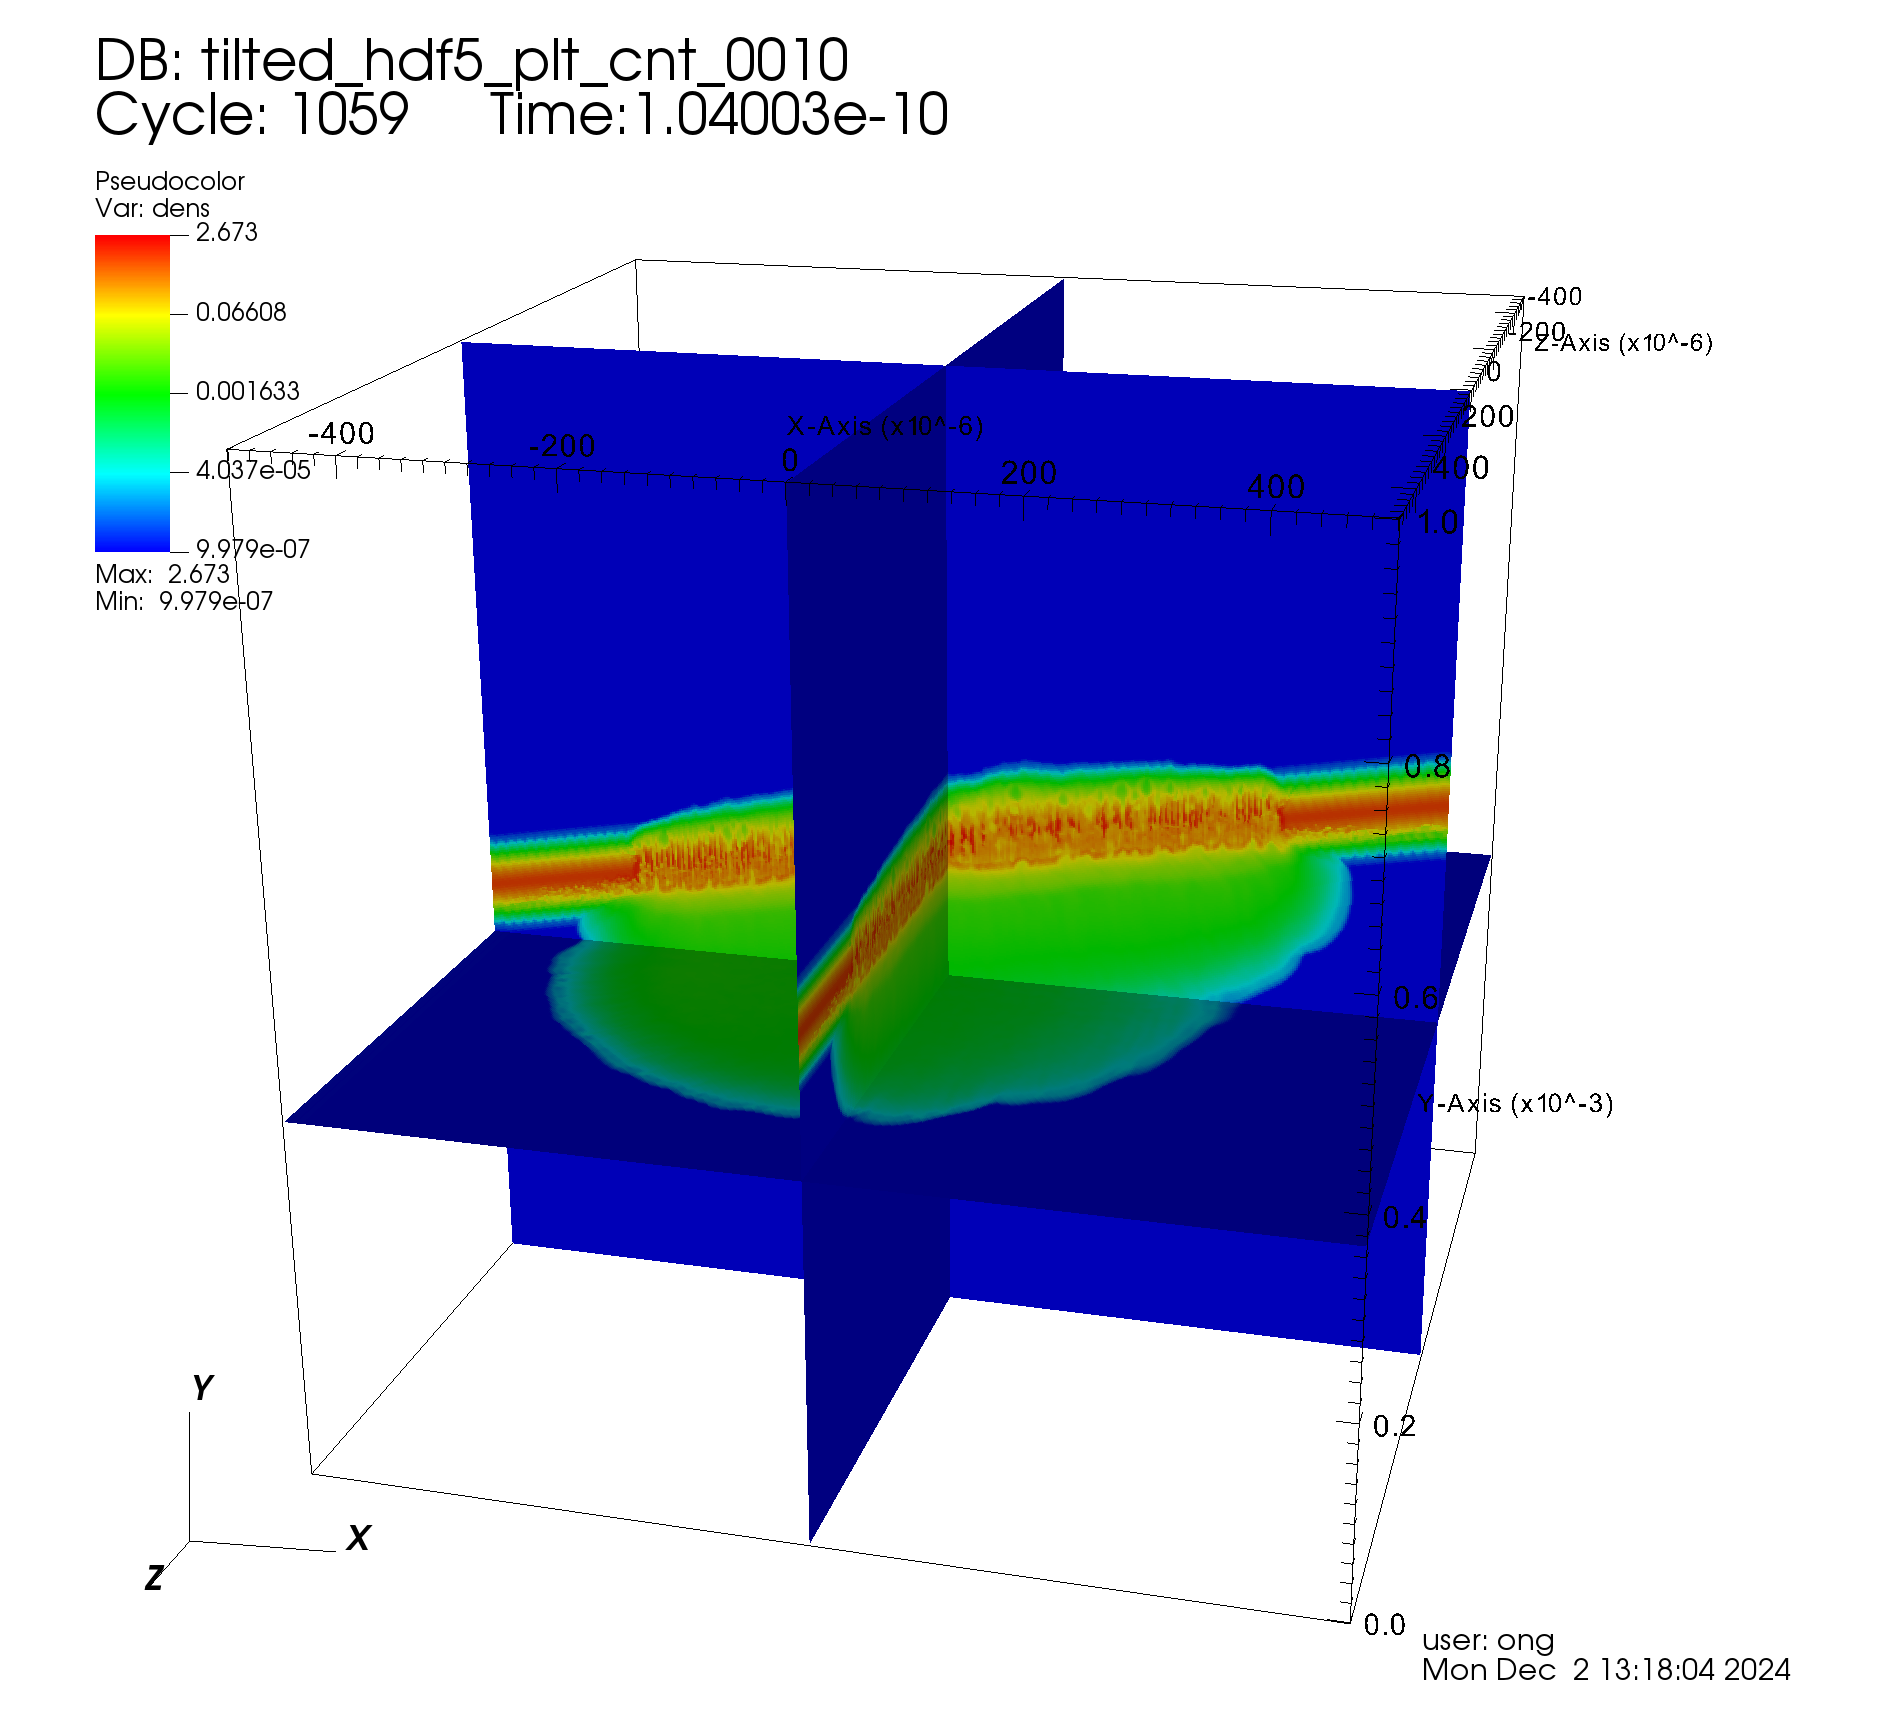 DB: tilted_hdf5_plt_cnt_0010
Cycle: 1059 Time:1.04003e-10
Pseudocolor
Var: dens
2.673
0.06608
0.001633
4.037e-05
9.979e-07
Max: 2.673
Min: 9.979e-07
-400
-200
Z-Axis (x10^-6)
0
200
400
X-Axis (x10^-6)
-400
-200
0
200
400
1.0
0.8
0.6
Y-Axis (x10^-3)
0.4
0.2
0.0
Y
X
Z
user: ong
Mon Dec 2 13:18:04 2024